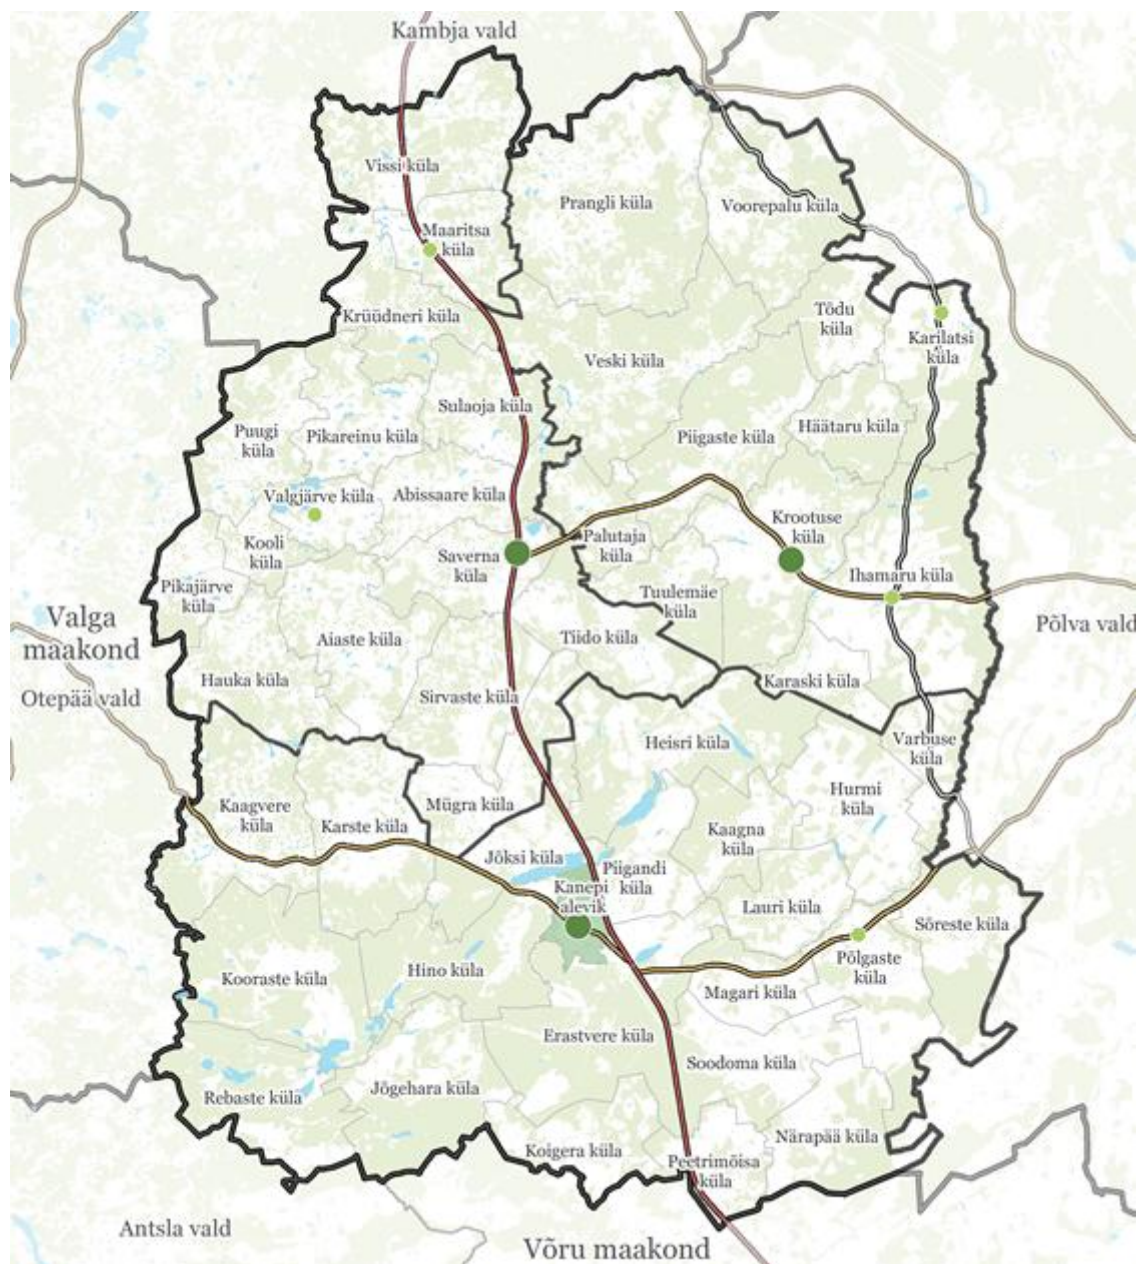 Kambja vald
Vissi küla
Prangli küla
Voorepalu küla
Maaritsa
küla
Krüüdneri küla
Tõdu
küla
Karilatsi
küla
Veski küla
Sulaoja küla
Puugi
küla
Pikareinu küla
Piigaste küla
Häätaru küla
Valgjärve küla
Abissaare küla
Krootuse
küla
Kooli
küla
Saverna
küla
Palutaja
küla
Pikajärve
küla
Ihamaru küla
Tuulemäe
küla
Valga
maakond
Otepää vald
Aiaste küla
Tiido küla
Põlva vald
Hauka küla
Sirvaste küla
Karaski küla
Heisri küla
Varbuse
küla
Kaagvere
küla
Karste küla
Mügra küla
Hurmi
küla
Kaagna
küla
Jõksi küla
Piigandi
küla
Kanepi
alevik
Lauri küla
Sõreste küla
Põlgaste
küla
Kooraste küla
Hino küla
Magari küla
Erastvere küla
Soodoma küla
Rebaste küla
Jõgehara küla
Koigera küla
Närapää küla
Peetrimõisa
küla
Antsla vald
Võru maakond